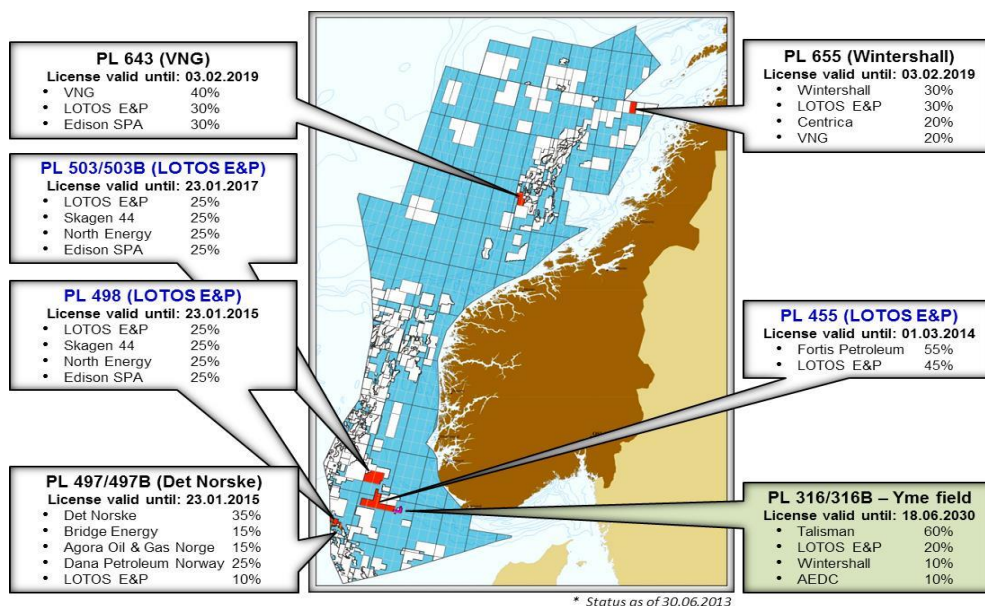 PL 643 (VNG)
License valid until: 03.02.2019
• VNG 40%
• LOTOS E&P 30%
• Edison SPA 30%
PL 503/503B (LOTOS E&P)
License valid until: 23.01.2017
• LOTOS E&P 25%
• Skagen 44 25%
• North Energy 25%
• Edison SPA 25%
PL 498 (LOTOS E&P)
License valid until: 23.01.2015
• LOTOS E&P 25%
• Skagen 44 25%
• North Energy 25%
• Edison SPA 25%
PL 497/497B (Det Norske)
License valid until: 23.01.2015
• Det Norske 35%
• Bridge Energy 15%
• Agora Oil & Gas Norge 15%
• Dana Petroleum Norway 25%
• LOTOS E&P 10%
PL 655 (Wintershall)
License valid until: 03.02.2019
• Wintershall 30%
• LOTOS E&P 30%
• Centrica 20%
• VNG 20%
PL 455 (LOTOS E&P)
License valid until: 01.03.2014
• Fortis Petroleum 55%
• LOTOS E&P 45%
PL 316/316B – Yme field
License valid until: 18.06.2030
• Talisman 60%
• LOTOS E&P 20%
• Wintershall 10%
• AEDC 10%
* Status as of 30.06.2013